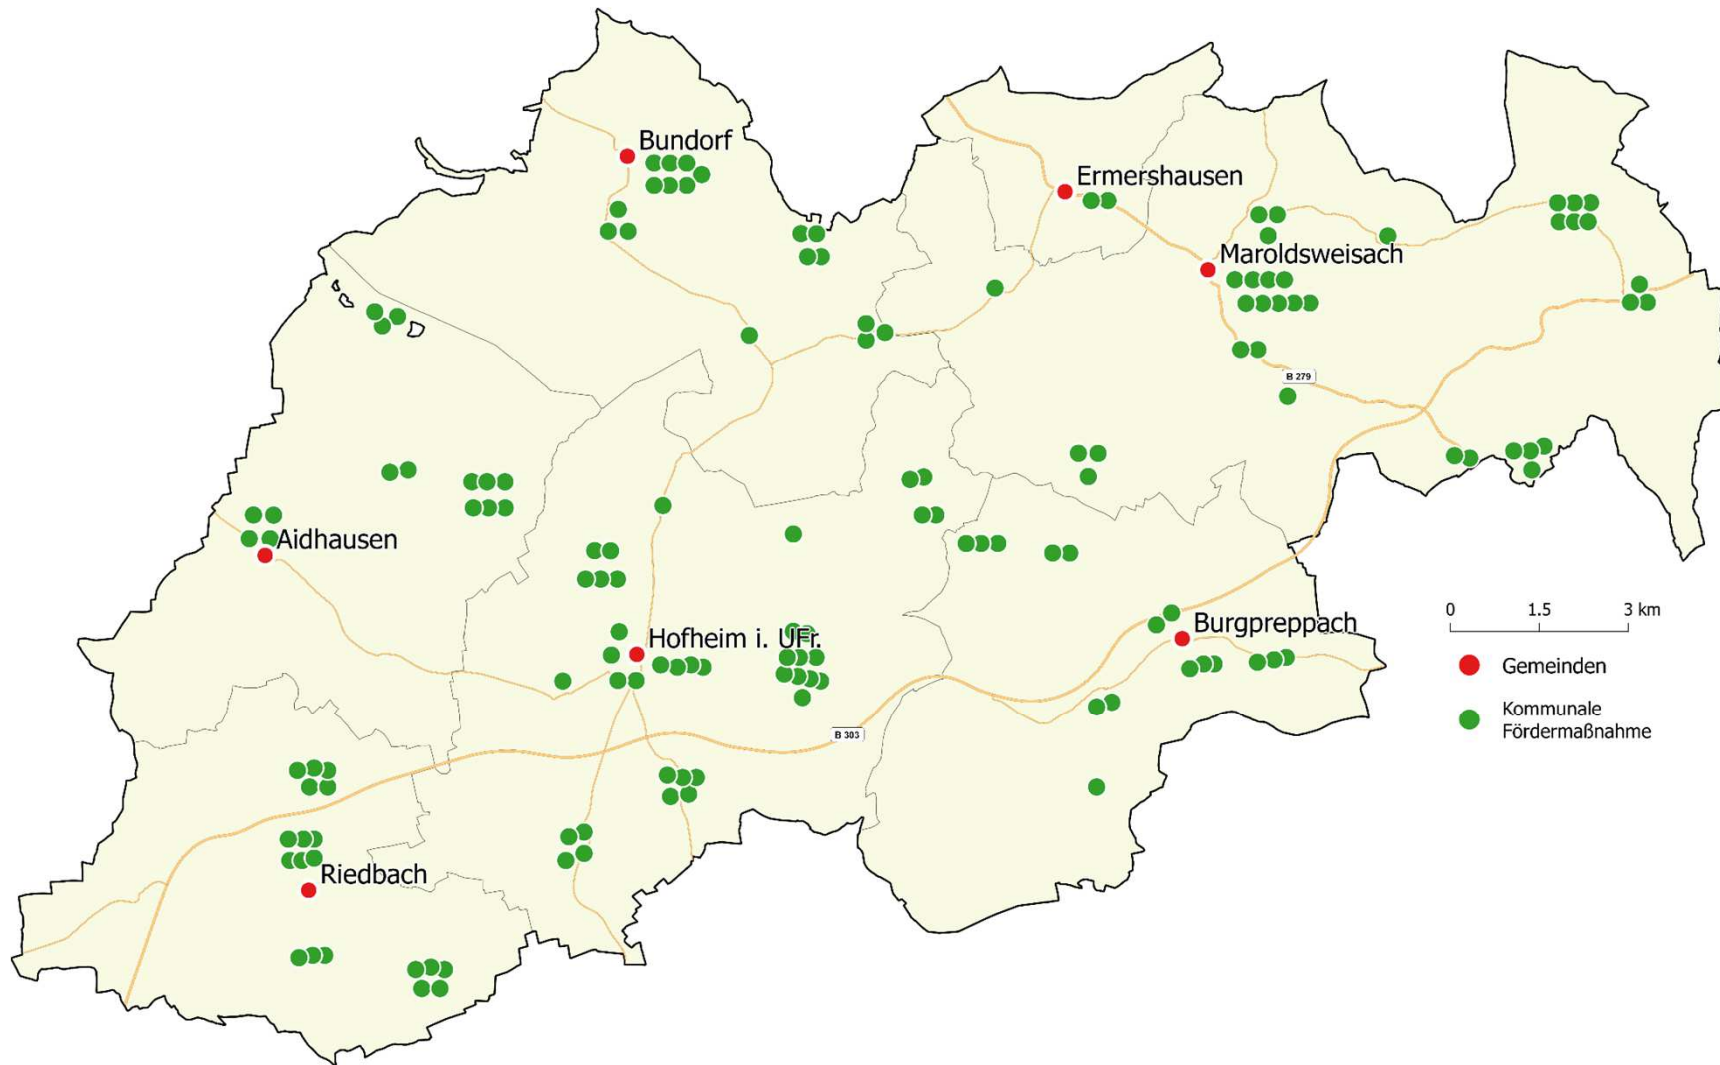 Bundorf
Ermershausen
Maroldsweisach
B 279
Aidhausen
Hofheim i. UFr.
Burgpreppach
B 303
Riedbach
0 1.5 3 km
Gemeinden
Kommunale
Fördermaßnahme